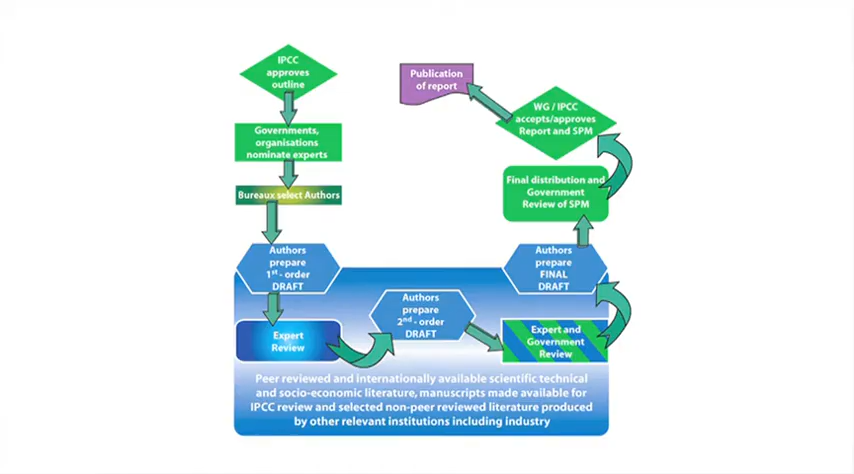 IPCC
approves
outline
Governments,
organisations
nominate experts
Bureaux select Authors
Authors
prepare
1st - order
DRAFT
Expert
Review
Authors
prepare
2nd - order
DRAFT
Expert and
Government
Review
Authors
prepare
FINAL
DRAFT
Final distribution and
Government
Review of SPM
WG / IPCC
accepts/approves
Report and SPM
Publication
of report
Peer reviewed and internationally available scientific technical
and socio-economic literature, manuscripts made available for
IPCC review and selected non-peer reviewed literature produced
by other relevant institutions including industry